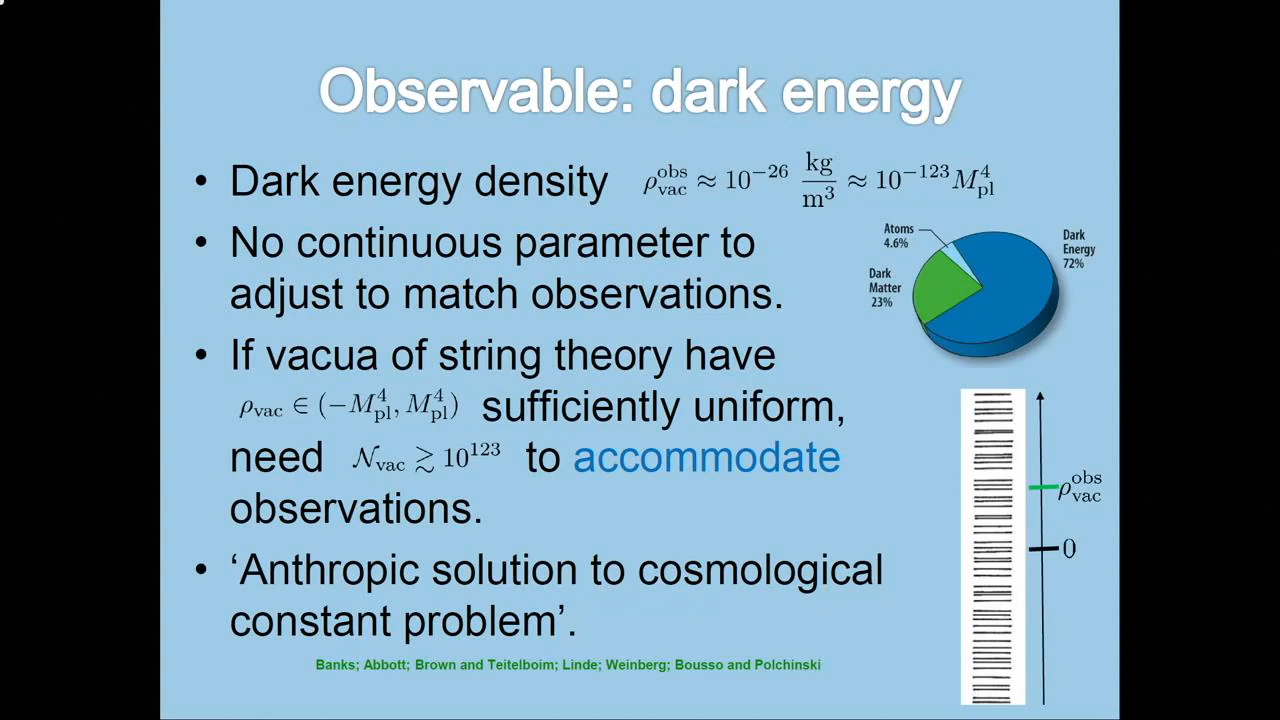 Observable: dark energy
• Dark energy density ρ_vac^obs ≈ 10^−26 kg/m^3 ≈ 10^−123 M_pl^4
• No continuous parameter to
adjust to match observations.
Atoms
4.6%
Dark
Energy
72%
Dark
Matter
23%
• If vacua of string theory have
ρ_vac ∈ (−M_pl^4, M_pl^4) sufficiently uniform,
need 𝒩_vac ≳ 10^123 to accommodate
observations.
ρ_vac^obs
0
• ‘Anthropic solution to cosmological
constant problem’.
Banks; Abbott; Brown and Teitelboim; Linde; Weinberg; Bousso and Polchinski